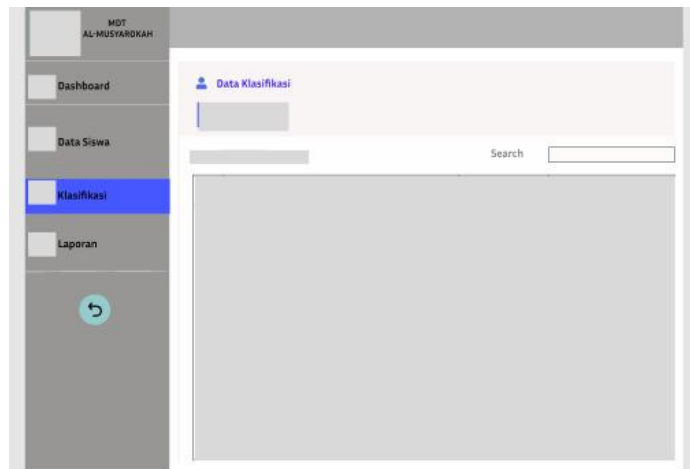 MDT
AL-MUSYAROKAH
Dashboard
Data Siswa
Klasifikasi
Laporan
Data Klasifikasi
Search